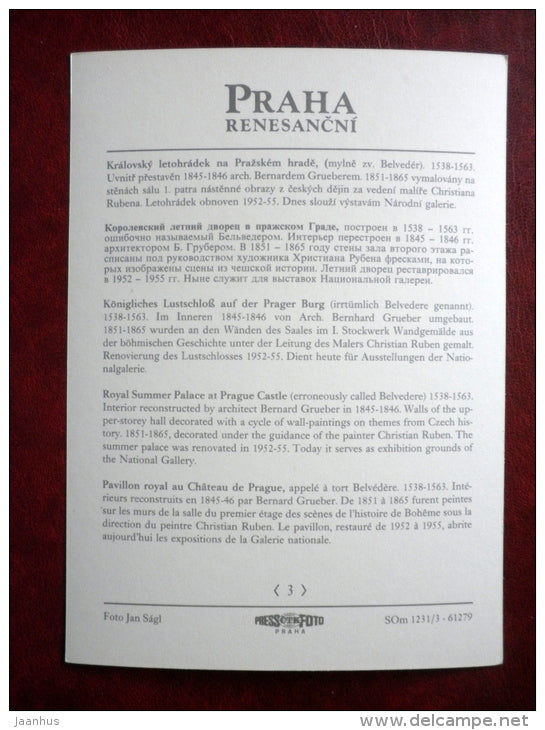 PRAHA
RENESANČNÍ
Královský letohrádek na Pražském hradě, (mylně zv. Belvedér). 1538-1563.
Uvnitř přestavěn 1845-1846 arch. Bernardem Grueberem. 1851-1865 vymalovány na
stěnách sálu 1. patra nástěnné obrazy z českých dějin za vedení malíře Christiana
Rubena. Letohrádek obnoven 1952-55. Dnes slouží výstavám Národní galerie.
Королевский летний дворец в пражском Граде, построен в 1538 – 1563 гг.
ошибочно называемый Бельведером. Интерьер перестроен в 1845 – 1846 гг.
архитектором Б. Грубером. В 1851 – 1865 году стены зала второго этажа рас-
писаны под руководством художника Христиана Рубена фресками, на ко-
рых изображены сцены из чешской истории. Летний дворец реставрировался
в 1952 – 1955 гг. Ныне служит для выставок Национальной галереи.
Königliches Lustschloß auf der Prager Burg (irrtümlich Belvedere genannt).
1538-1563. Im Inneren 1845-1846 von Arch. Bernhard Grueber umgebaut.
1851-1865 wurden an den Wänden des Saales im I. Stockwerk Wandgemälde aus
der böhmischen Geschichte unter der Leitung des Malers Christian Ruben gemalt.
Renovierung des Lustschlosses 1952-55. Dient heute für Ausstellungen der Natio-
nalgalerie.
Royal Summer Palace at Prague Castle (erroneously called Belvedere) 1538-1563.
Interior reconstructed by architect Bernard Grueber in 1845-1846. Walls of the up-
per-storey hall decorated with a cycle of wall-paintings on themes from Czech his-
tory. 1851-1865, decorated under the guidance of the painter Christian Ruben. The
summer palace was renovated in 1952-55. Today it serves as exhibition grounds of
the National Gallery.
Pavillon royal au Château de Prague, appelé à tort Belvédère. 1538-1563. Inté-
rieurs reconstruits en 1845-46 par Bernard Grueber. De 1851 à 1865 furent peintes
sur les murs de la salle du premier étage des scènes de l'histoire de Bohême sous la
direction du peintre Christian Ruben. Le pavillon, restauré de 1952 à 1955, abrite
aujourd'hui les expositions de la Galerie nationale.
⟨ 3 ⟩
Foto Jan Ságl
PRESS ČTK FOTO
PRAHA
SOm 1231/3 - 61279
Jaanhus
www.delcampe.net